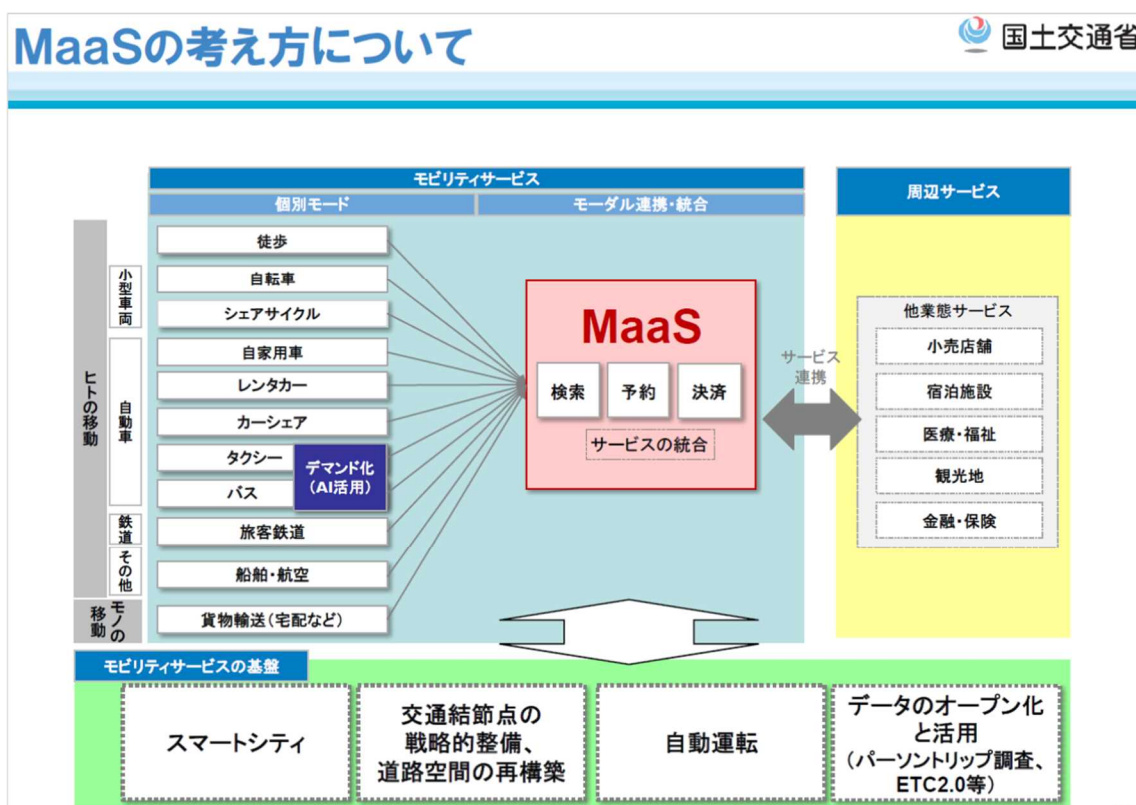 MaaSの考え方について
国土交通省
モビリティサービス
個別モード
モーダル連携・統合
周辺サービス
ヒトの移動
小型車両
自動車
鉄道
その他
モノの
移動
徒歩
自転車
シェアサイクル
自家用車
レンタカー
カーシェア
タクシー
バス
デマンド化
(AI活用)
旅客鉄道
船舶・航空
貨物輸送(宅配など)
MaaS
検索
予約
決済
サービスの統合
サービス
連携
他業態サービス
小売店舗
宿泊施設
医療・福祉
観光地
金融・保険
モビリティサービスの基盤
スマートシティ
交通結節点の
戦略的整備、
道路空間の再構築
自動運転
データのオープン化
と活用
(パーソントリップ調査、
ETC2.0等)